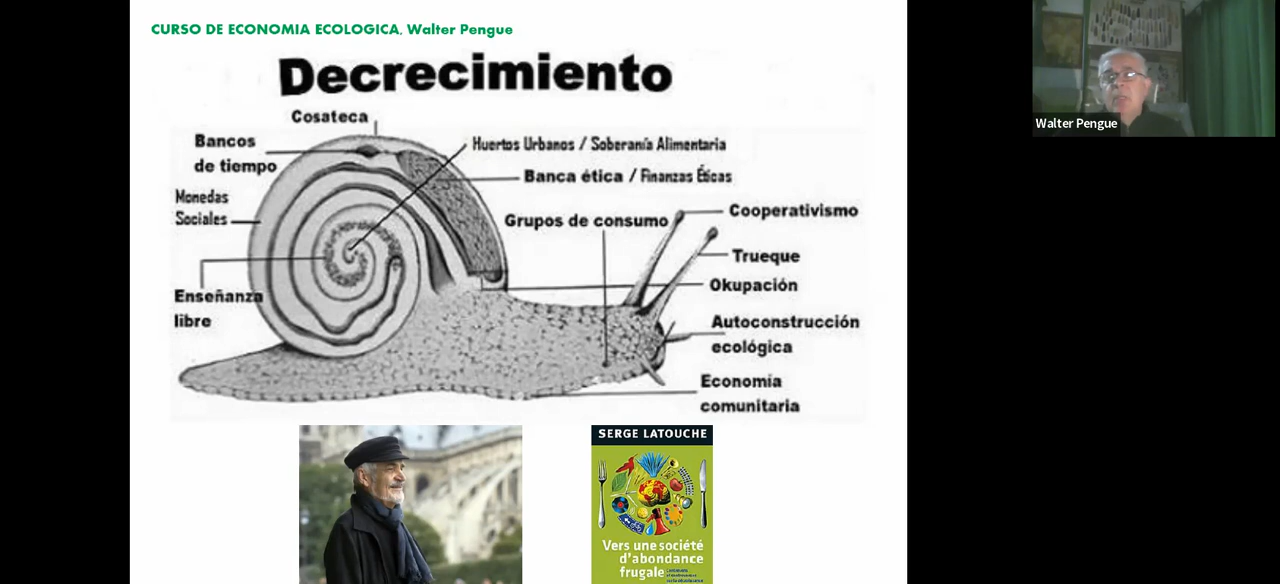 CURSO DE ECONOMIA ECOLOGICA, Walter Pengue
Decrecimiento
Cosateca
Bancos
de tiempo
Huertos Urbanos / Soberanía Alimentaria
Banca ética / Finanzas Éticas
Monedas
Sociales
Grupos de consumo
Cooperativismo
Trueque
Okupación
Enseñanza
libre
Autoconstrucción
ecológica
Economía
comunitaria
SERGE LATOUCHE
Vers une société
d'abondance
frugale
Walter Pengue